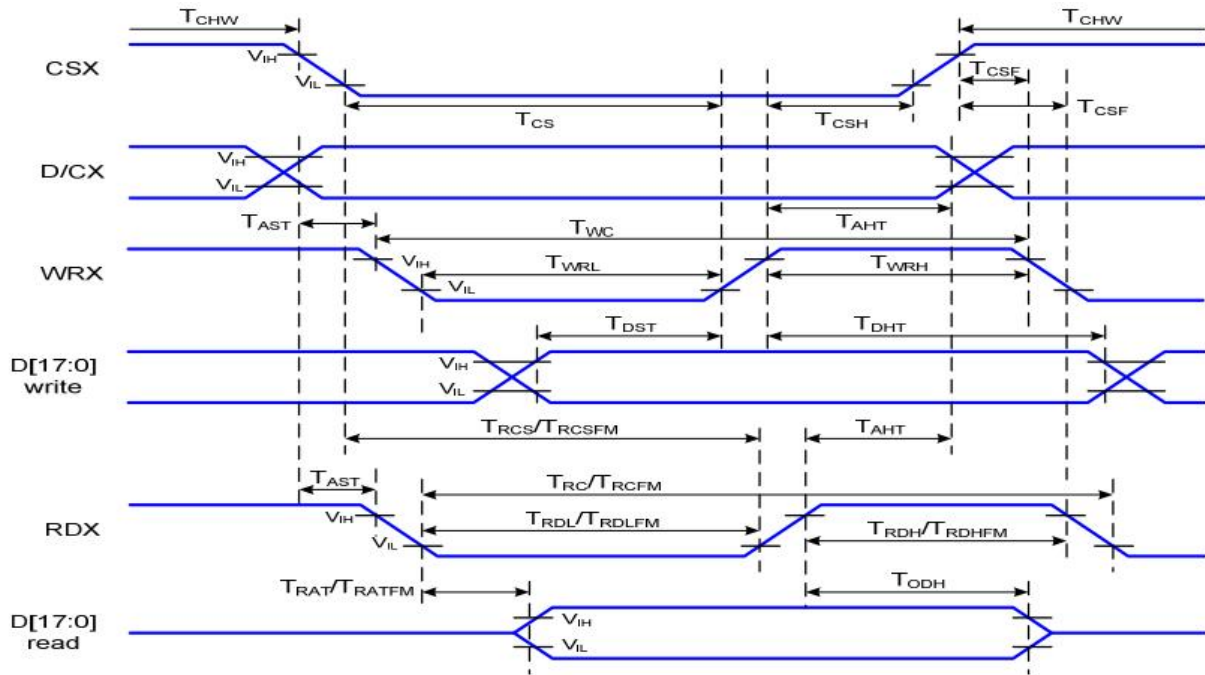 TCHW TCHW
VIH
CSX
TCSF
VIL
TCS TCSH TCSF
VIH
D/CX
VIL
TAST TWC TAHT
WRX VIH TWRL TWRH
VIL
TDST TDHT
D[17:0] VIH
write VIL
TRCS/TRCSFM TAHT
TAST TRC/TRCFM
RDX VIH TRDL/TRDLFM TRDH/TRDHFM
VIL
TRAT/TRATFM TODH
D[17:0] VIH
read VIL